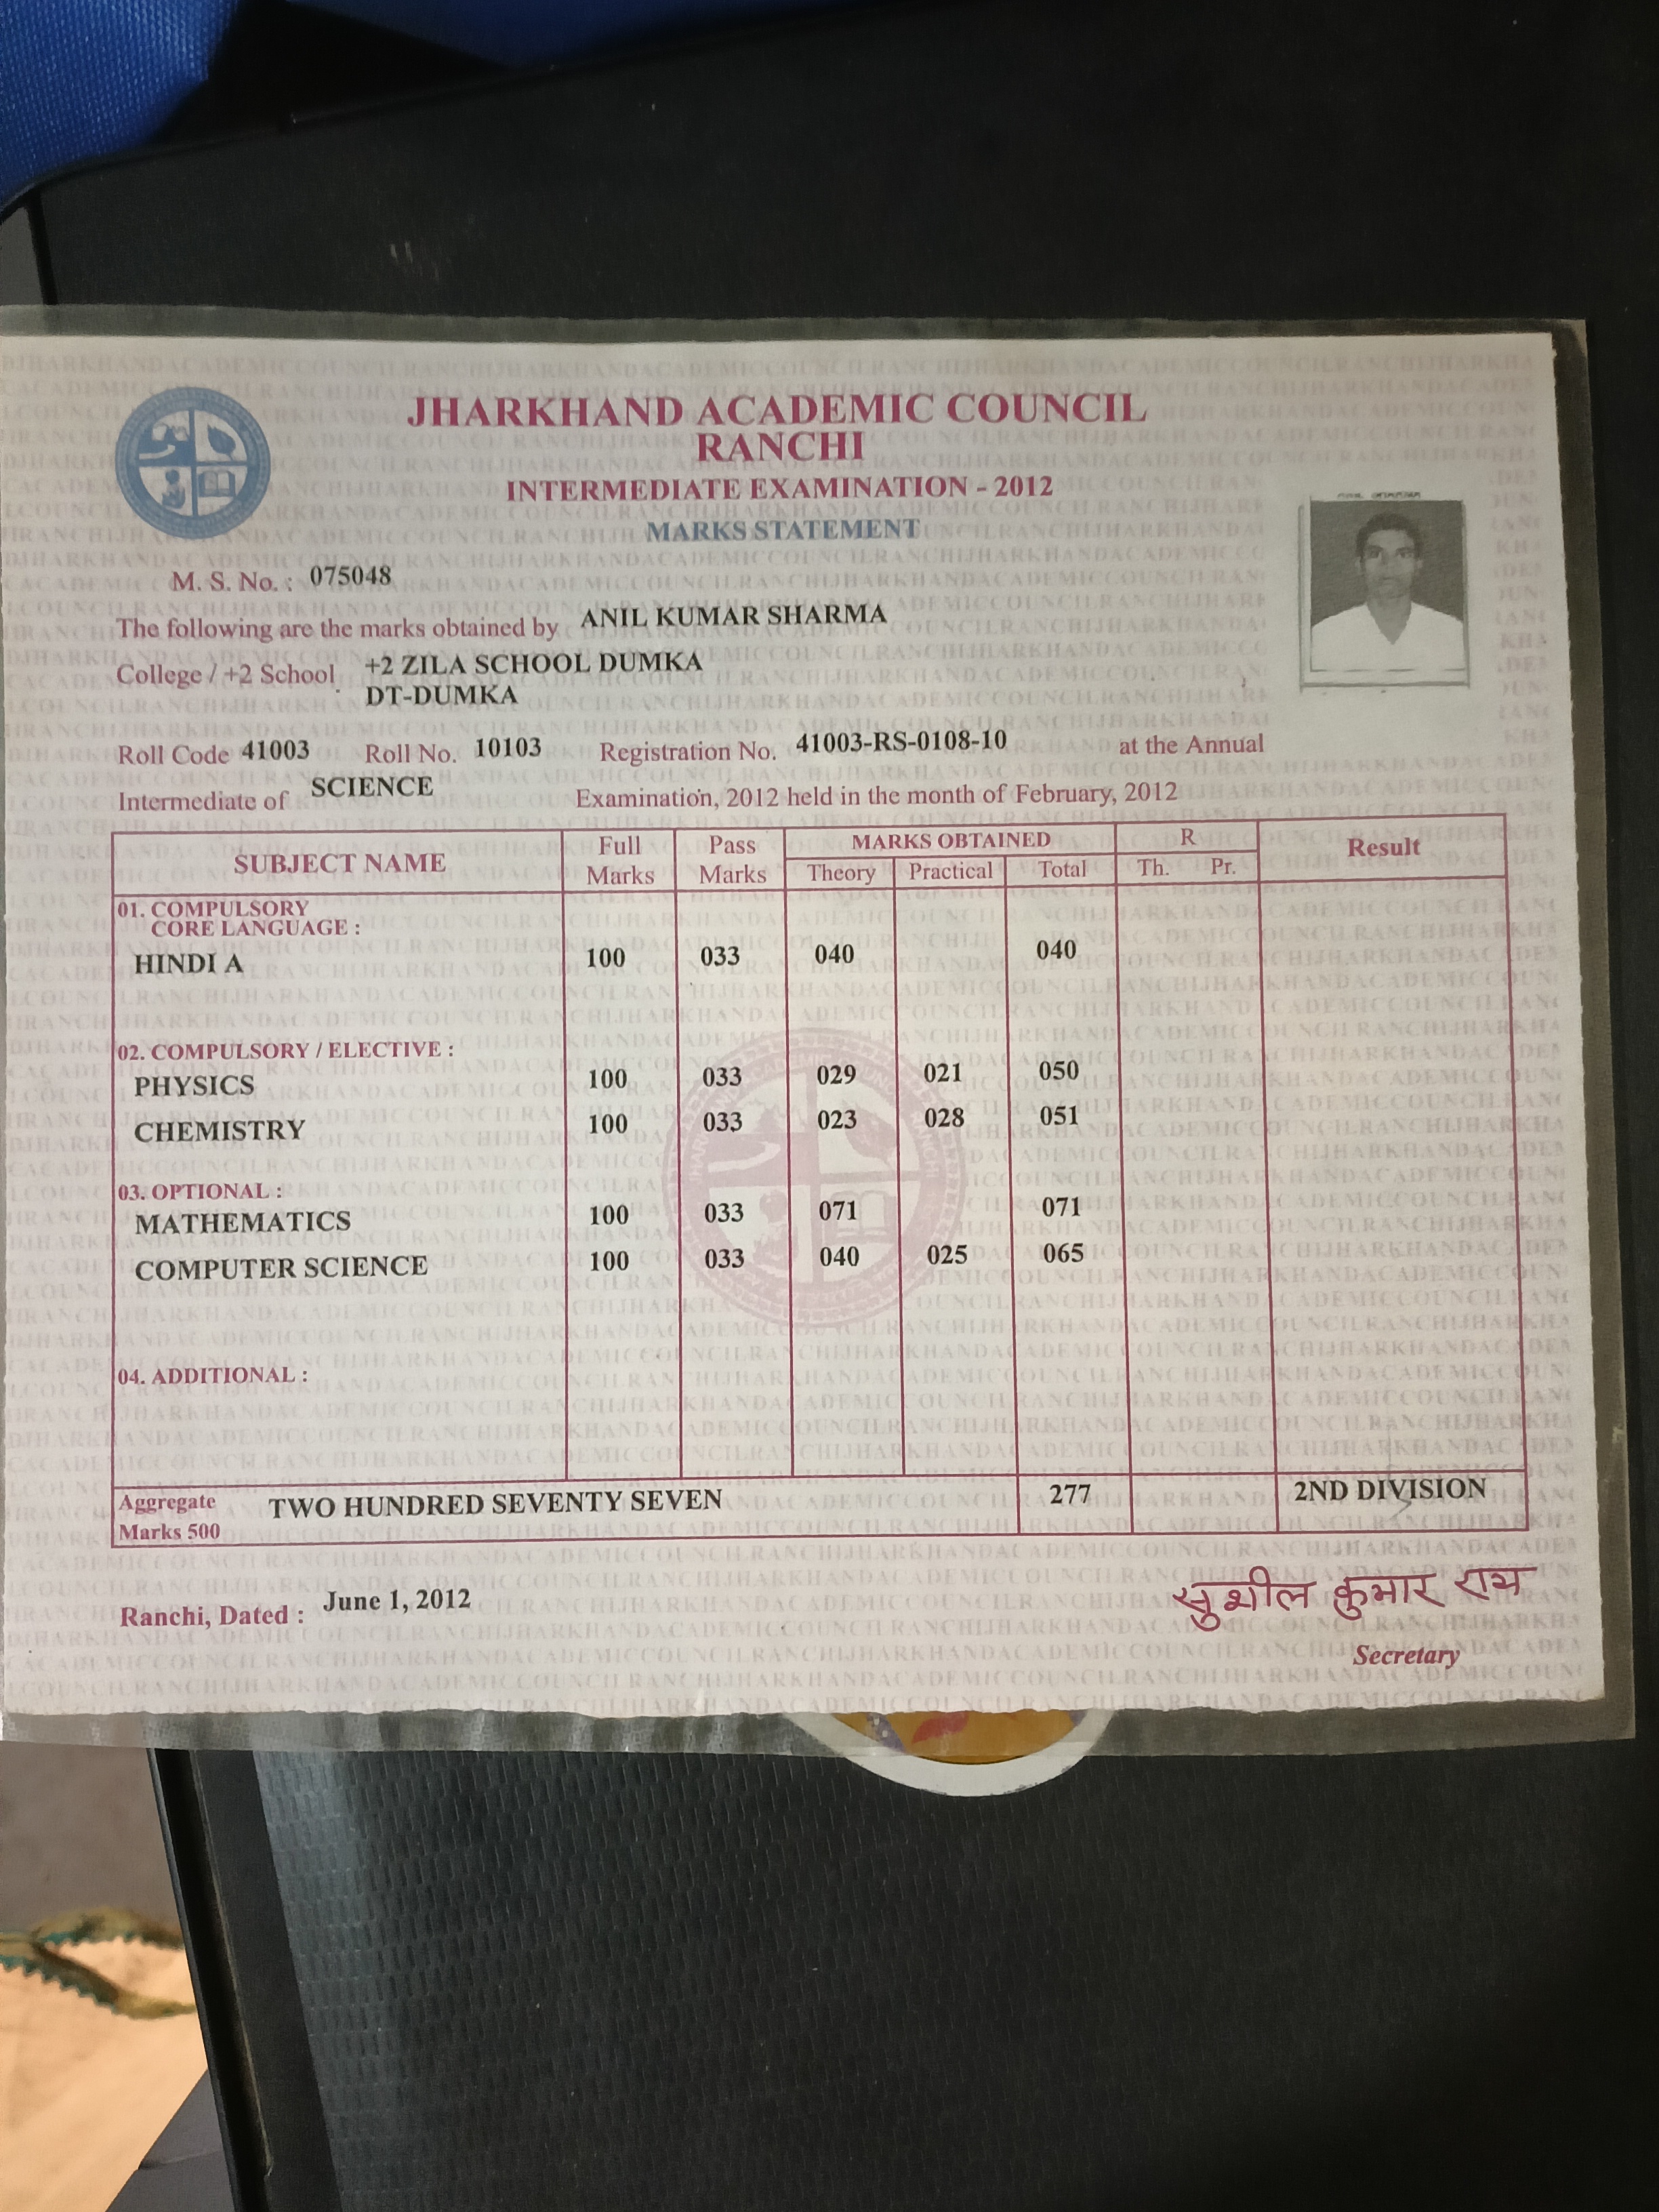 JHARKHAND ACADEMIC COUNCIL
RANCHI
INTERMEDIATE EXAMINATION - 2012
MARKS STATEMENT
M. S. No. : 075048
The following are the marks obtained by ANIL KUMAR SHARMA
College / +2 School +2 ZILA SCHOOL DUMKA
DT-DUMKA
Roll Code 41003 Roll No. 10103 Registration No. 41003-RS-0108-10 at the Annual
Intermediate of SCIENCE Examination, 2012 held in the month of February, 2012
SUBJECT NAME Full Marks Pass Marks MARKS OBTAINED R Result
Theory Practical Total Th. Pr.
01. COMPULSORY
CORE LANGUAGE :
HINDI A 100 033 040 040
02. COMPULSORY / ELECTIVE :
PHYSICS 100 033 029 021 050
CHEMISTRY 100 033 023 028 051
03. OPTIONAL :
MATHEMATICS 100 033 071 071
COMPUTER SCIENCE 100 033 040 025 065
04. ADDITIONAL :
Aggregate Marks 500 TWO HUNDRED SEVENTY SEVEN 277 2ND DIVISION
Ranchi, Dated : June 1, 2012
सुशील कुमार राय
Secretary